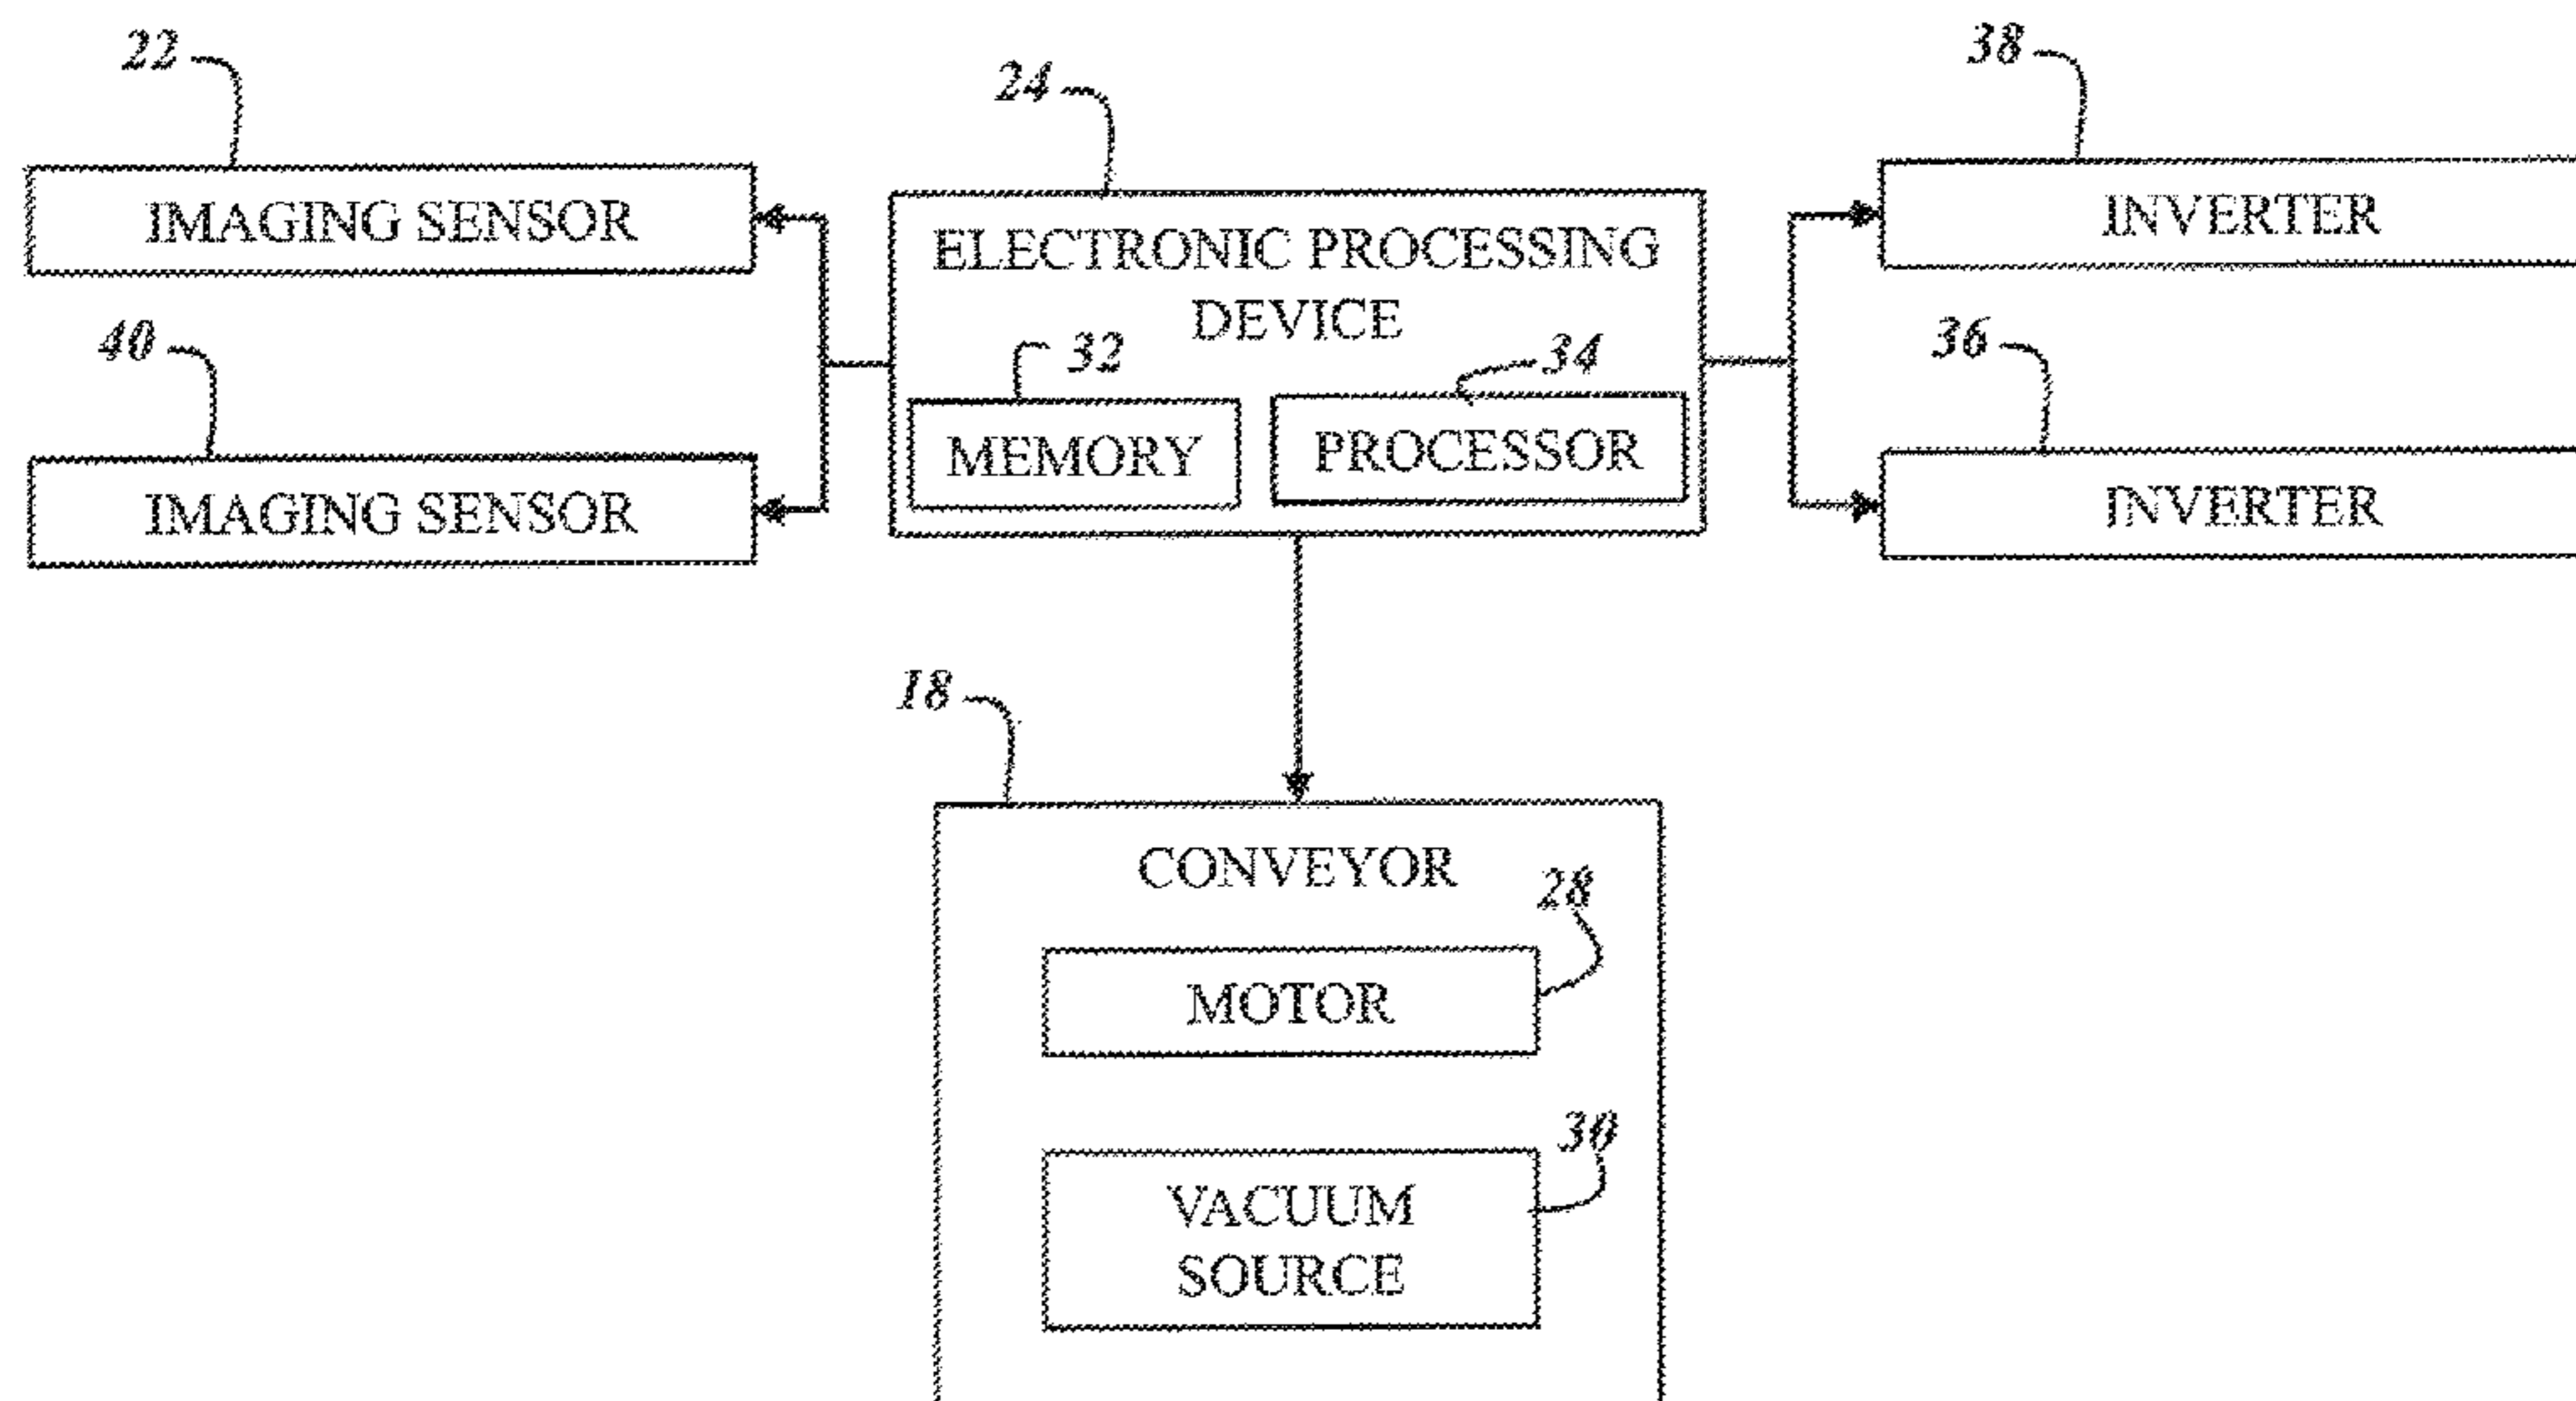 22
24
38
IMAGING SENSOR
ELECTRONIC PROCESSING
DEVICE
INVERTER
40
32
34
36
IMAGING SENSOR
MEMORY
PROCESSOR
INVERTER
18
CONVEYOR
28
MOTOR
30
VACUUM
SOURCE